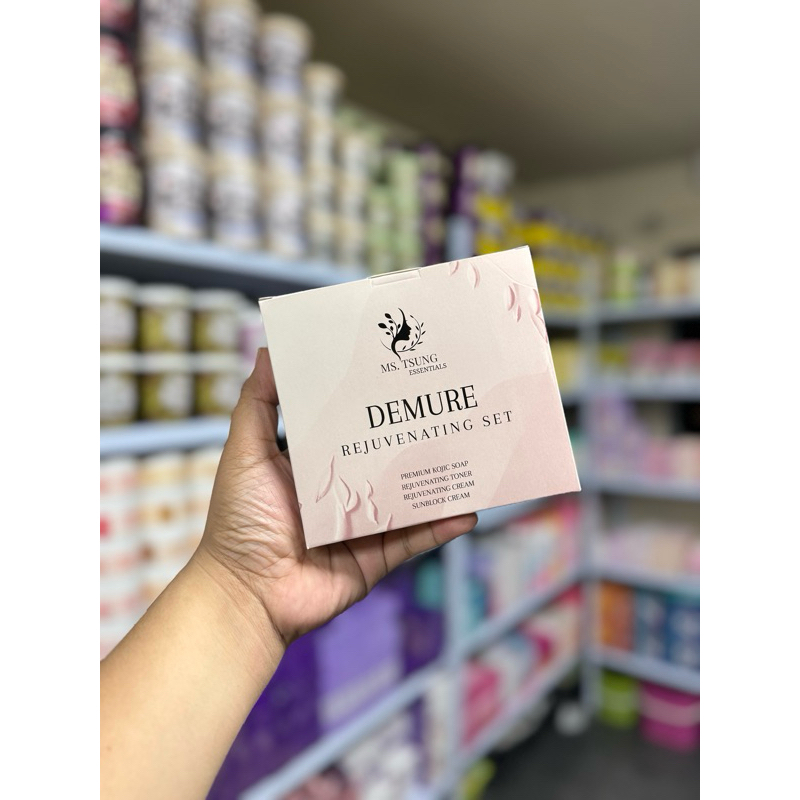 MS. TSUNG
ESSENTIALS
DEMURE
REJUVENATING SET
PREMIUM KOJIC SOAP
REJUVENATING TONER
REJUVENATING CREAM
SUNBLOCK CREAM